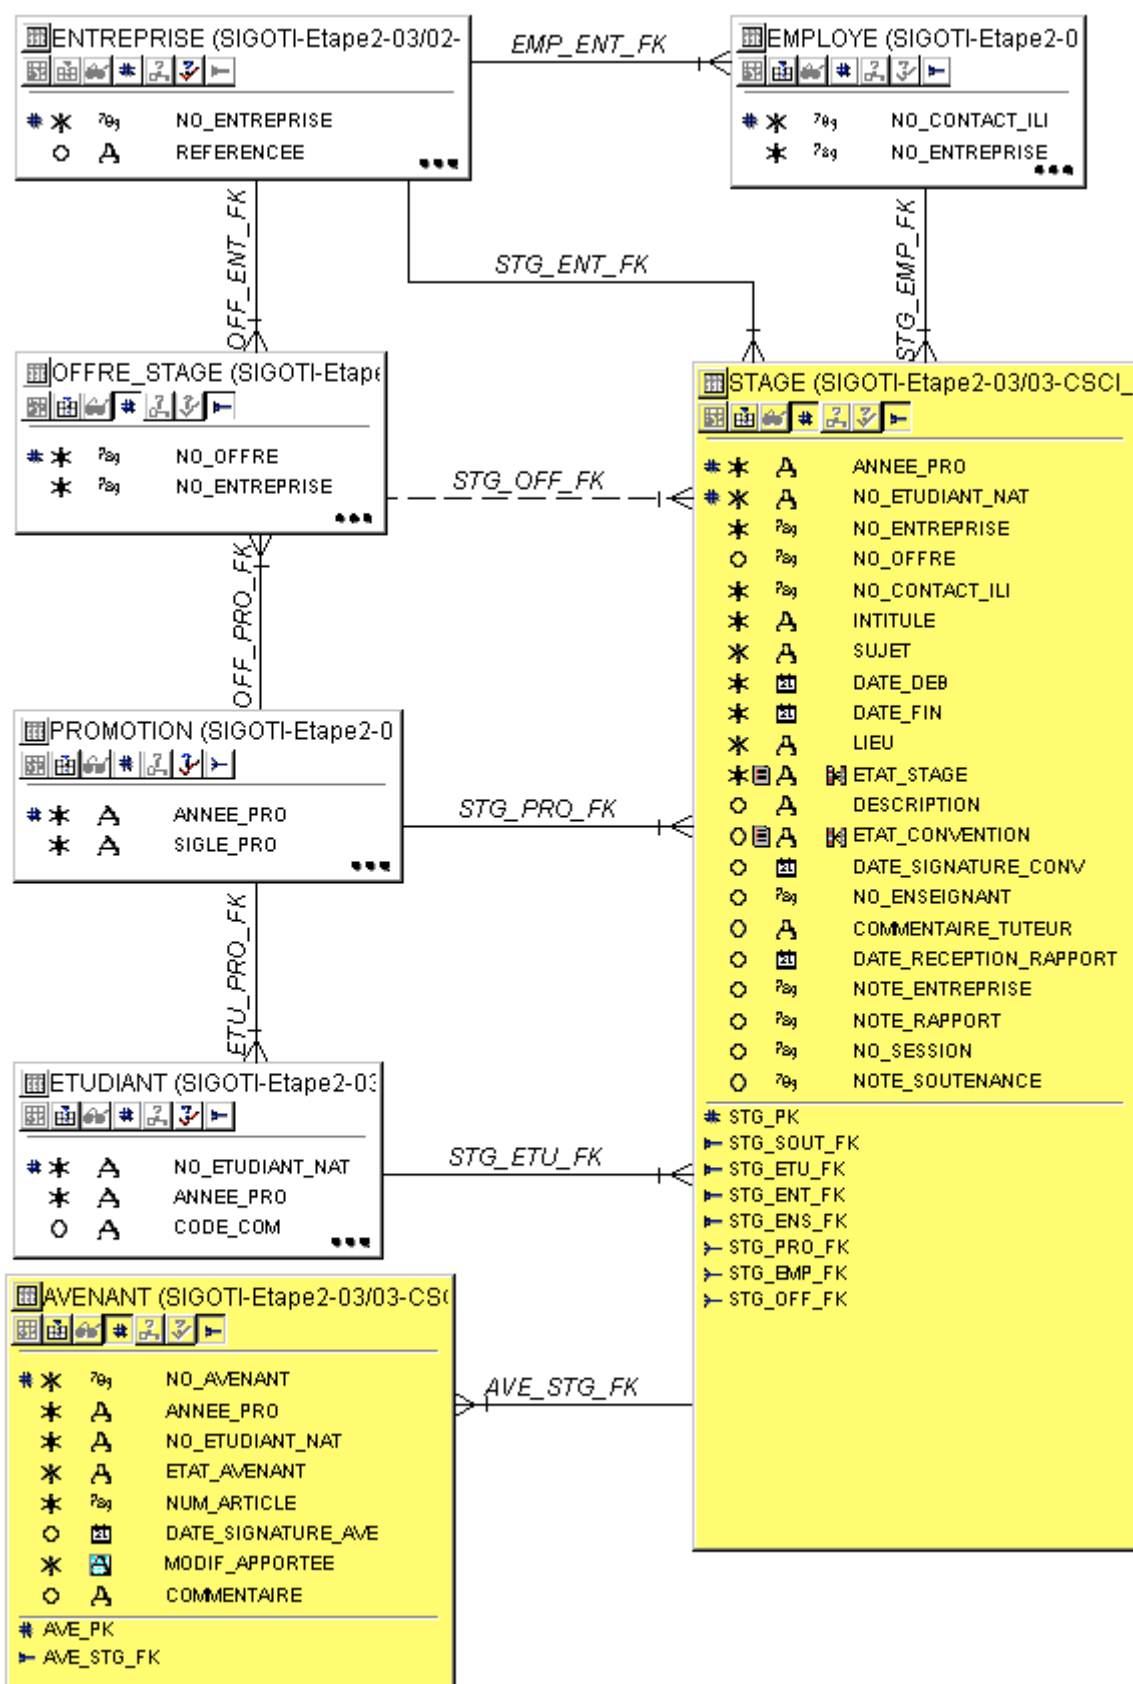 ENTREPRISE (SIGOTI-Etape2-03/02-
NO_ENTREPRISE
REFERENCEE
EMP_ENT_FK
EMPLOYE (SIGOTI-Etape2-0
NO_CONTACT_ILI
NO_ENTREPRISE
OFF_ENT_FK
STG_ENT_FK
STG_EMP_FK
OFFRE_STAGE (SIGOTI-Etape
NO_OFFRE
NO_ENTREPRISE
STG_OFF_FK
OFF_PRO_FK
PROMOTION (SIGOTI-Etape2-0
ANNEE_PRO
SIGLE_PRO
STG_PRO_FK
ETU_PRO_FK
ETUDIANT (SIGOTI-Etape2-03
NO_ETUDIANT_NAT
ANNEE_PRO
CODE_COM
STG_ETU_FK
STAGE (SIGOTI-Etape2-03/03-CSCI_
ANNEE_PRO
NO_ETUDIANT_NAT
NO_ENTREPRISE
NO_OFFRE
NO_CONTACT_ILI
INTITULE
SUJET
DATE_DEB
DATE_FIN
LIEU
ETAT_STAGE
DESCRIPTION
ETAT_CONVENTION
DATE_SIGNATURE_CONV
NO_ENSEIGNANT
COMMENTAIRE_TUTEUR
DATE_RECEPTION_RAPPORT
NOTE_ENTREPRISE
NOTE_RAPPORT
NO_SESSION
NOTE_SOUTENANCE
STG_PK
STG_SOUT_FK
STG_ETU_FK
STG_ENT_FK
STG_ENS_FK
STG_PRO_FK
STG_EMP_FK
STG_OFF_FK
AVENANT (SIGOTI-Etape2-03/03-CS
NO_AVENANT
ANNEE_PRO
NO_ETUDIANT_NAT
ETAT_AVENANT
NUM_ARTICLE
DATE_SIGNATURE_AVE
MODIF_APPORTEE
COMMENTAIRE
AVE_PK
AVE_STG_FK
AVE_STG_FK